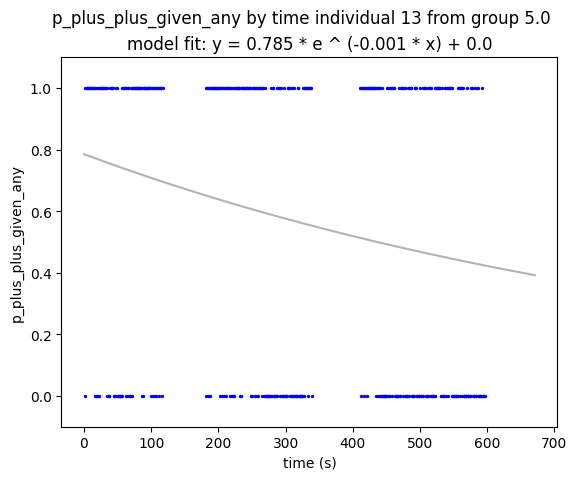 p_plus_plus_given_any by time individual 13 from group 5.0
model fit: y = 0.785 * e ^ (-0.001 * x) + 0.0
1.0
0.8
0.6
0.4
0.2
0.0
p_plus_plus_given_any
0 100 200 300 400 500 600 700
time (s)